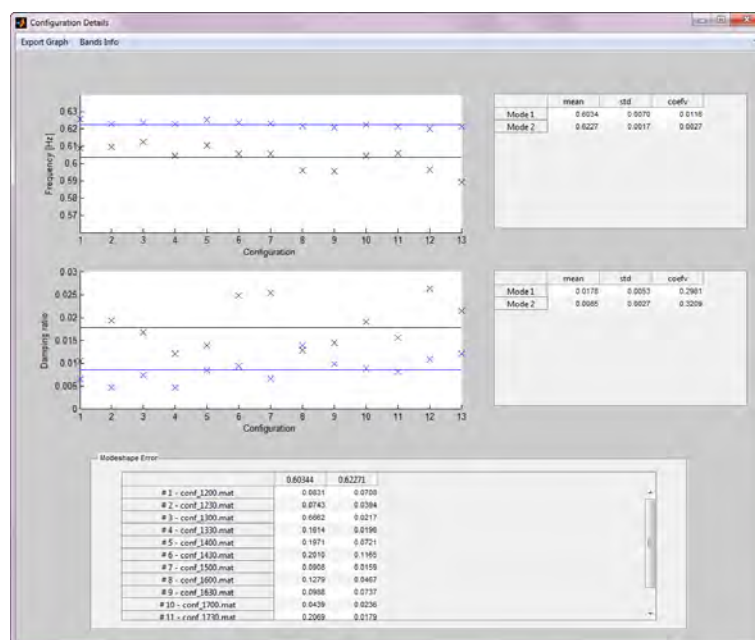 Configuration Details
Export Graph Bands Info
0.63
0.62
0.61
0.6
0.59
0.58
0.57
Frequency [Hz]
1 2 3 4 5 6 7 8 9 10 11 12 13
Configuration
mean std coefv
Mode 1 0.6034 0.0070 0.0116
Mode 2 0.6227 0.0017 0.0027
0.03
0.025
0.02
0.015
0.01
0.005
0
Damping ratio
1 2 3 4 5 6 7 8 9 10 11 12 13
Configuration
mean std coefv
Mode 1 0.0178 0.0053 0.2981
Mode 2 0.0085 0.0027 0.3209
Modeshape Error
0.60344 0.62271
# 1 - conf_1200.mat 0.0831 0.0708
# 2 - conf_1230.mat 0.0743 0.0384
# 3 - conf_1300.mat 0.6662 0.0217
# 4 - conf_1330.mat 0.1614 0.0196
# 5 - conf_1400.mat 0.1971 0.0721
# 6 - conf_1430.mat 0.2010 0.1165
# 7 - conf_1500.mat 0.0908 0.0159
# 8 - conf_1600.mat 0.1279 0.0467
# 9 - conf_1630.mat 0.0988 0.0737
# 10 - conf_1700.mat 0.0439 0.0236
# 11 - conf_1730.mat 0.2069 0.0179